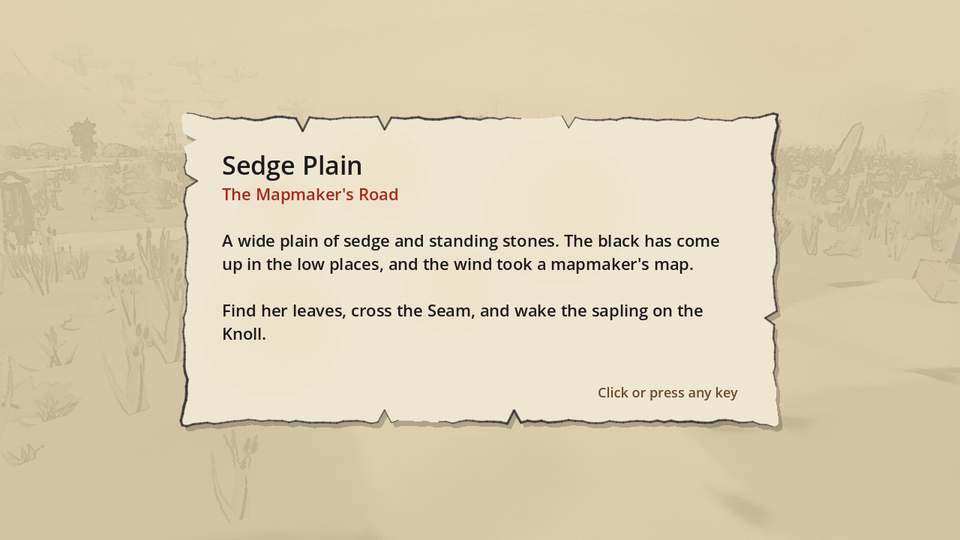 Sedge Plain
The Mapmaker's Road
A wide plain of sedge and standing stones. The black has come
up in the low places, and the wind took a mapmaker's map.
Find her leaves, cross the Seam, and wake the sapling on the
Knoll.
Click or press any key